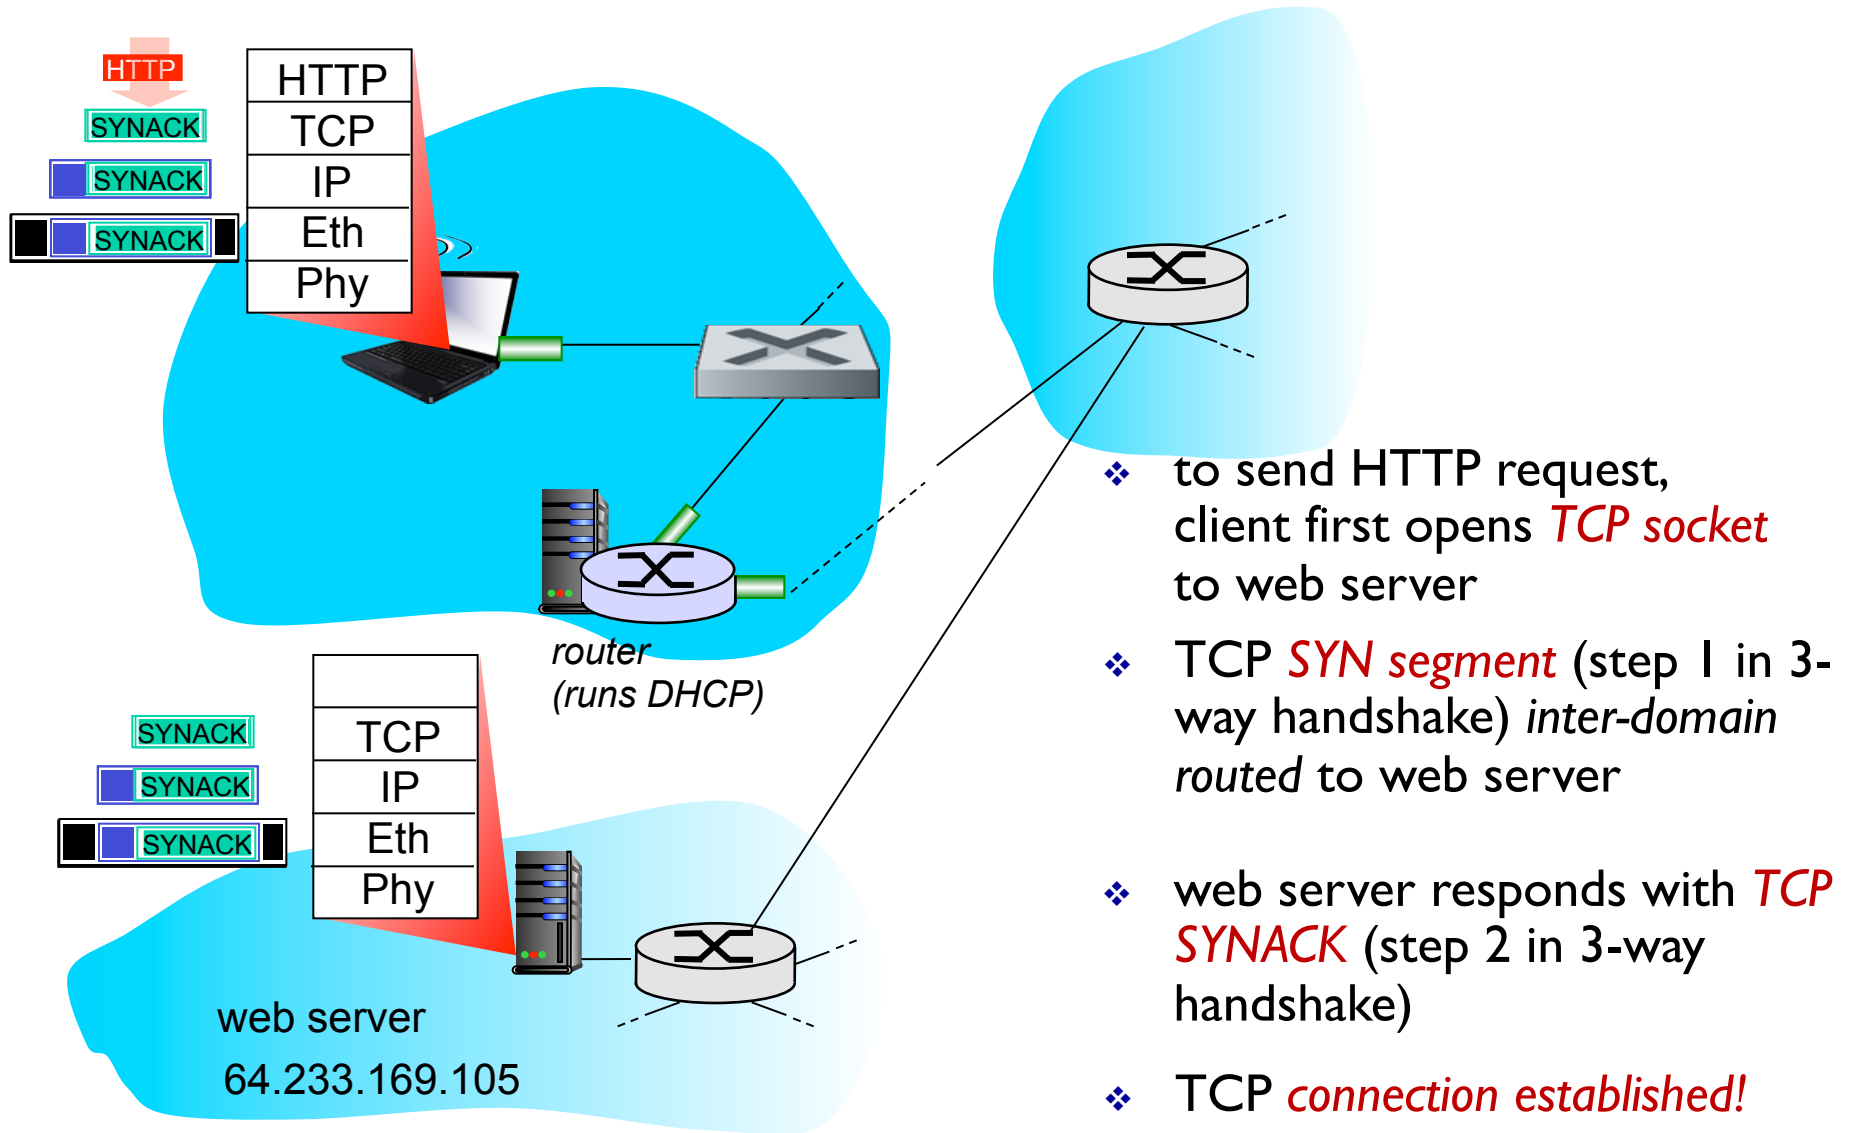 HTTP
SYNACK
SYNACK
SYNACK
HTTP
TCP
IP
Eth
Phy
router
(runs DHCP)
SYNACK
SYNACK
SYNACK
TCP
IP
Eth
Phy
web server
64.233.169.105
❖ to send HTTP request,
client first opens TCP socket
to web server
❖ TCP SYN segment (step 1 in 3-
way handshake) inter-domain
routed to web server
❖ web server responds with TCP
SYNACK (step 2 in 3-way
handshake)
❖ TCP connection established!